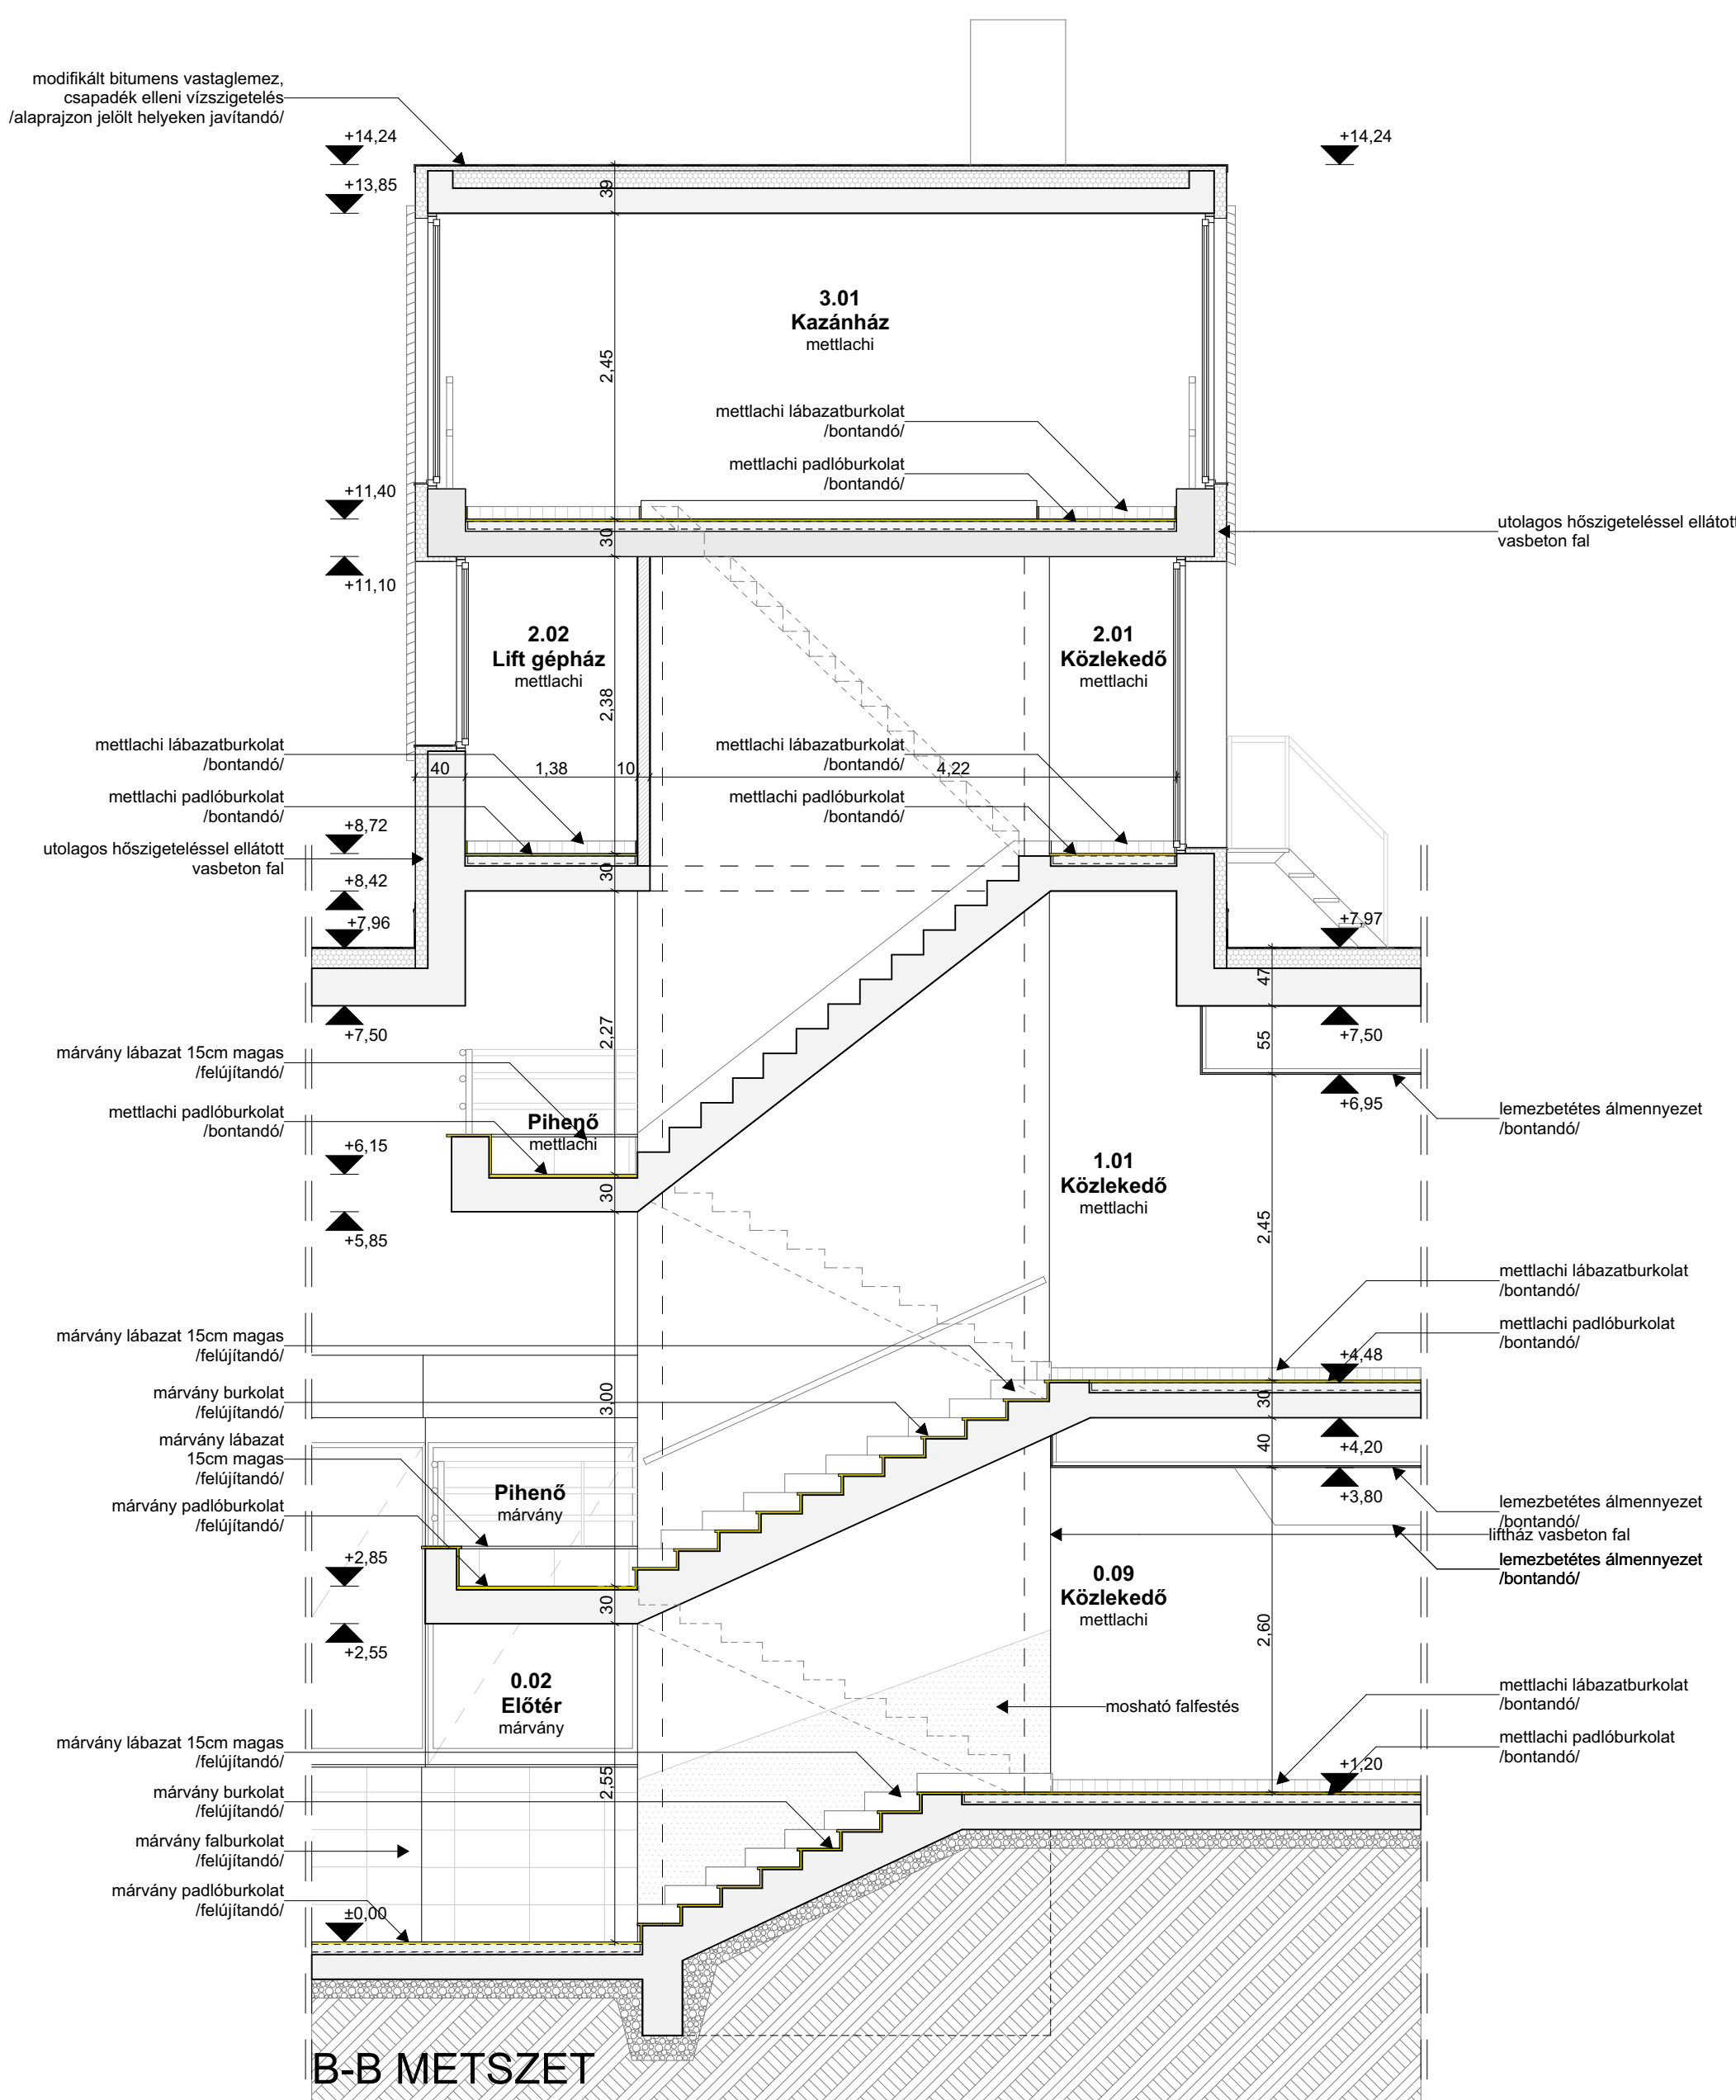 modifikált bitumens vastaglemez,
csapadék elleni vízszigetelés
/alaprajzon jelölt helyeken javítandó/
+14,24
+14,24
+13,85
39
3.01
Kazánház
mettlachi
2,45
mettlachi lábazatburkolat
/bontandó/
mettlachi padlóburkolat
/bontandó/
+11,40
30
utolagos hőszigeteléssel ellátott
vasbeton fal
+11,10
2.02
Lift gépház
mettlachi
2.01
Közlekedő
mettlachi
2,38
mettlachi lábazatburkolat
/bontandó/
mettlachi lábazatburkolat
/bontandó/
40
1,38
10
4,22
mettlachi padlóburkolat
/bontandó/
mettlachi padlóburkolat
/bontandó/
+8,72
utolagos hőszigeteléssel ellátott
vasbeton fal
30
+8,42
+7,96
+7,97
47
+7,50
+7,50
2,27
55
márvány lábazat 15cm magas
/felújítandó/
+6,95
lemezbetétes álmennyezet
/bontandó/
mettlachi padlóburkolat
/bontandó/
Pihenő
mettlachi
+6,15
30
1.01
Közlekedő
mettlachi
+5,85
2,45
mettlachi lábazatburkolat
/bontandó/
márvány lábazat 15cm magas
/felújítandó/
mettlachi padlóburkolat
/bontandó/
+4,48
márvány burkolat
/felújítandó/
3,00
30
márvány lábazat
15cm magas
/felújítandó/
40
+4,20
Pihenő
márvány
márvány padlóburkolat
/felújítandó/
+3,80
lemezbetétes álmennyezet
/bontandó/
liftház vasbeton fal
lemezbetétes álmennyezet
/bontandó/
+2,85
30
0.09
Közlekedő
mettlachi
+2,55
2,60
0.02
Előtér
márvány
mosható falfestés
mettlachi lábazatburkolat
/bontandó/
márvány lábazat 15cm magas
/felújítandó/
mettlachi padlóburkolat
/bontandó/
+1,20
2,55
márvány burkolat
/felújítandó/
márvány falburkolat
/felújítandó/
márvány padlóburkolat
/felújítandó/
±0,00
B-B METSZET